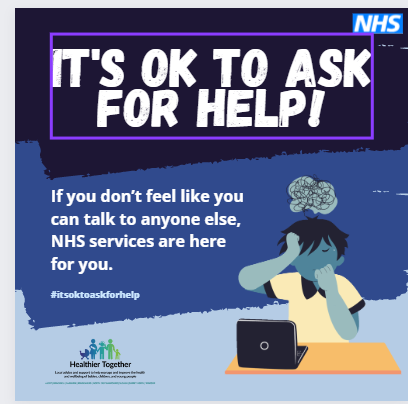 NHS
IT'S OK TO ASK
FOR HELP!
If you don't feel like you
can talk to anyone else,
NHS services are here
for you.
#itsoktoaskforhelp
Healthier Together